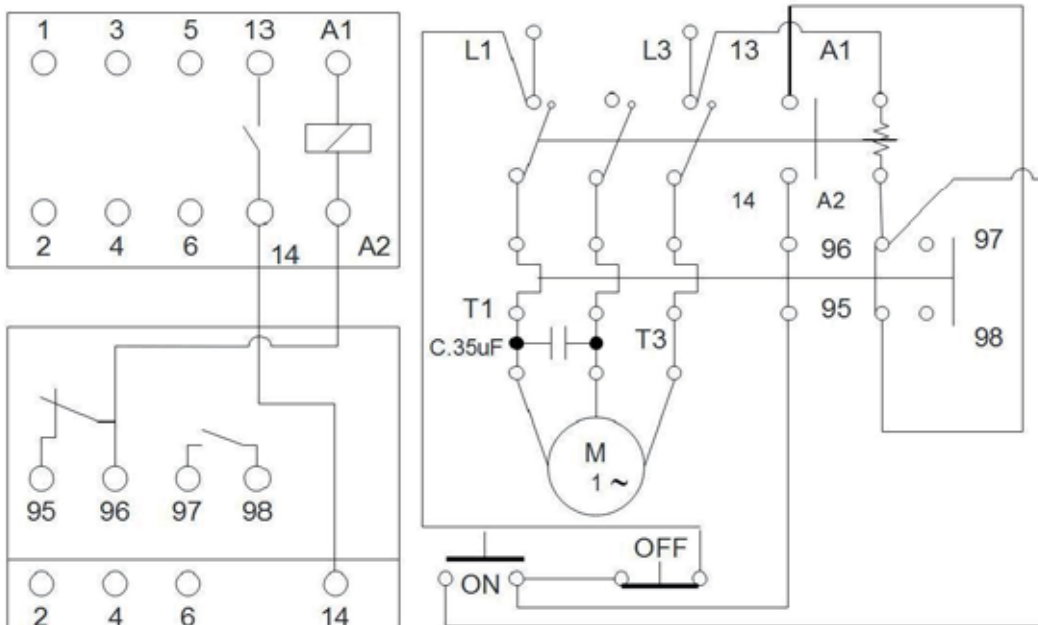 1 3 5 13 A1
2 4 6 14 A2
95 96 97 98
2 4 6 14
L1 L3 13 A1
14 A2
96 97
T1 95
C.35uF T3 98
M
1 ~
OFF
ON